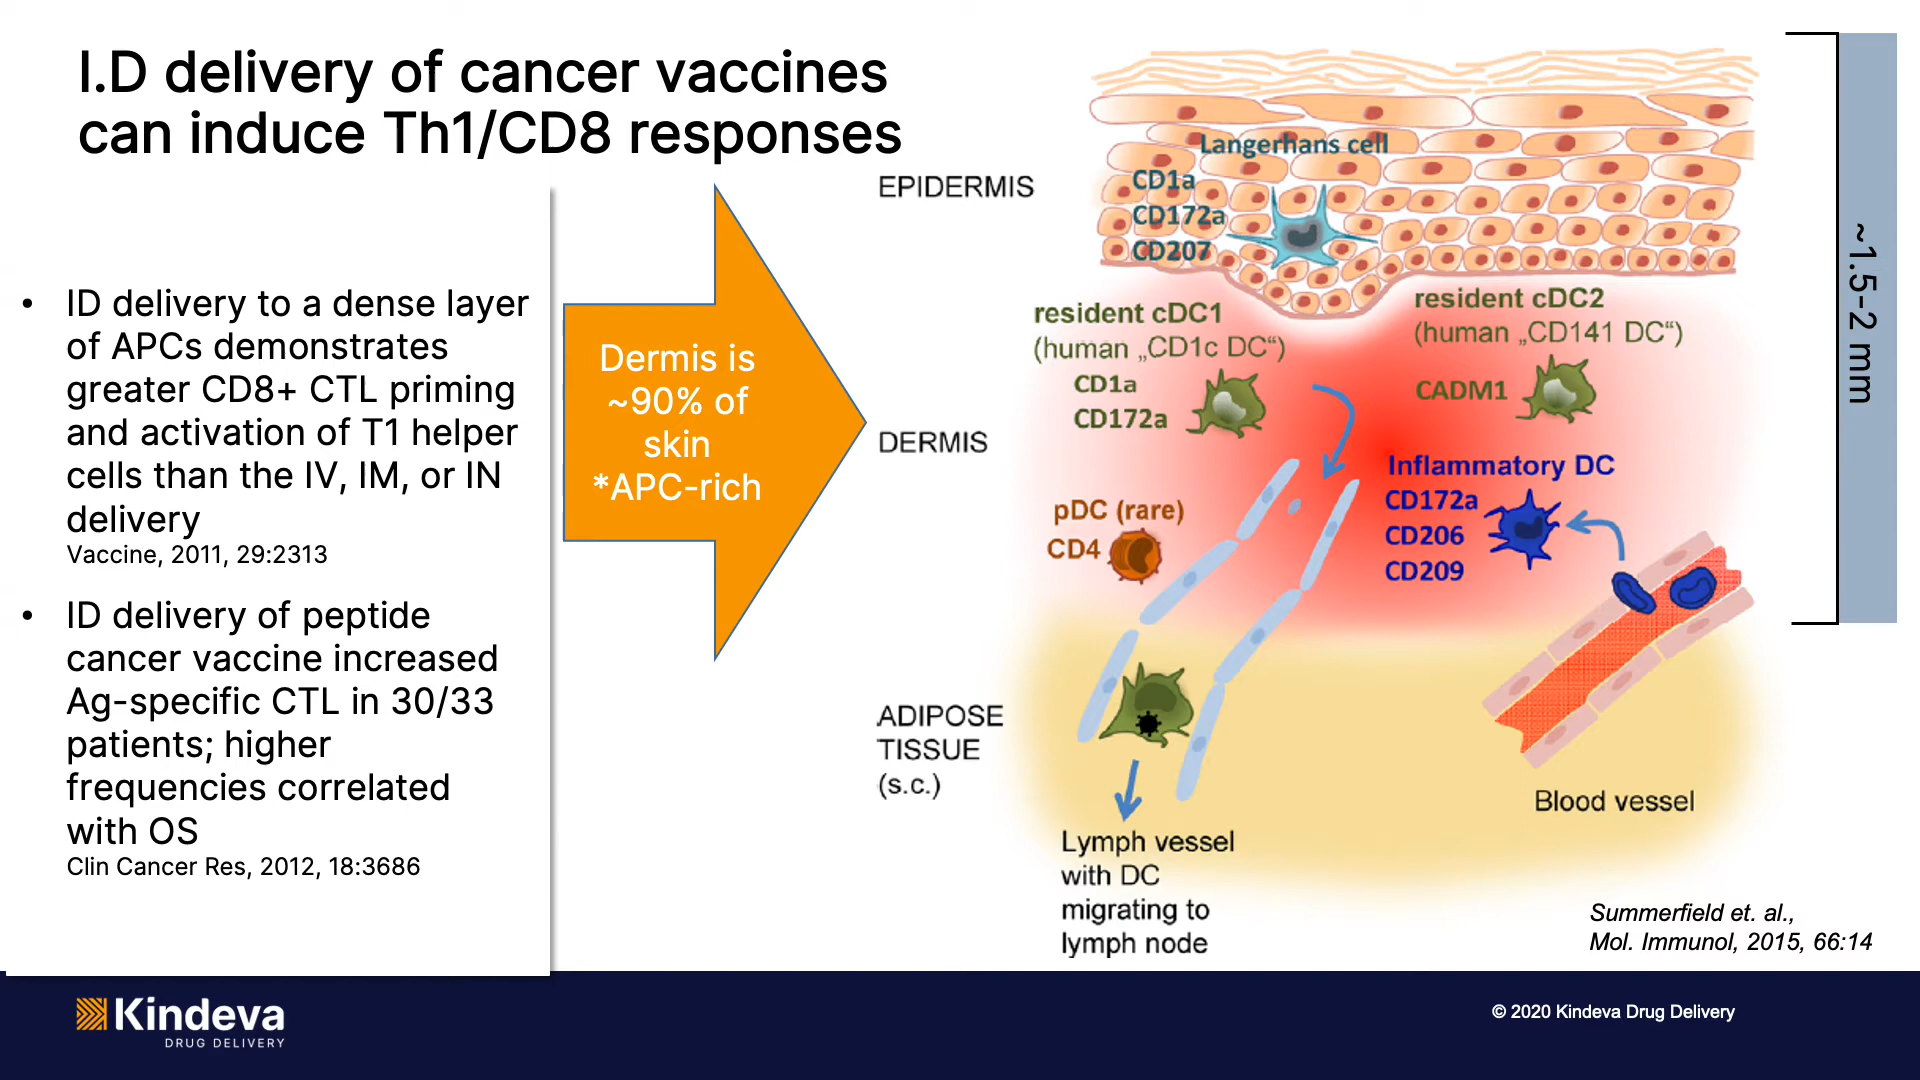 I.D delivery of cancer vaccines
can induce Th1/CD8 responses
• ID delivery to a dense layer
of APCs demonstrates
greater CD8+ CTL priming
and activation of T1 helper
cells than the IV, IM, or IN
delivery
Vaccine, 2011, 29:2313
• ID delivery of peptide
cancer vaccine increased
Ag-specific CTL in 30/33
patients; higher
frequencies correlated
with OS
Clin Cancer Res, 2012, 18:3686
Dermis is
~90% of
skin
*APC-rich
EPIDERMIS
Langerhans cell
CD1a
CD172a
CD207
DERMIS
resident cDC1
(human „CD1c DC“)
CD1a
CD172a
resident cDC2
(human „CD141 DC“)
CADM1
Inflammatory DC
CD172a
CD206
CD209
pDC (rare)
CD4
ADIPOSE
TISSUE
(s.c.)
Lymph vessel
with DC
migrating to
lymph node
Blood vessel
~1.5-2 mm
Summerfield et. al.,
Mol. Immunol, 2015, 66:14
Kindeva
DRUG DELIVERY
© 2020 Kindeva Drug Delivery